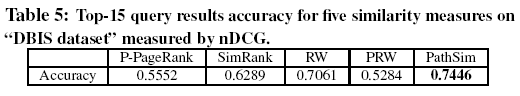 Table 5: Top-15 query results accuracy for five similarity measures on
“DBIS dataset” measured by nDCG.
P-PageRank SimRank RW PRW PathSim
Accuracy 0.5552 0.6289 0.7061 0.5284 0.7446